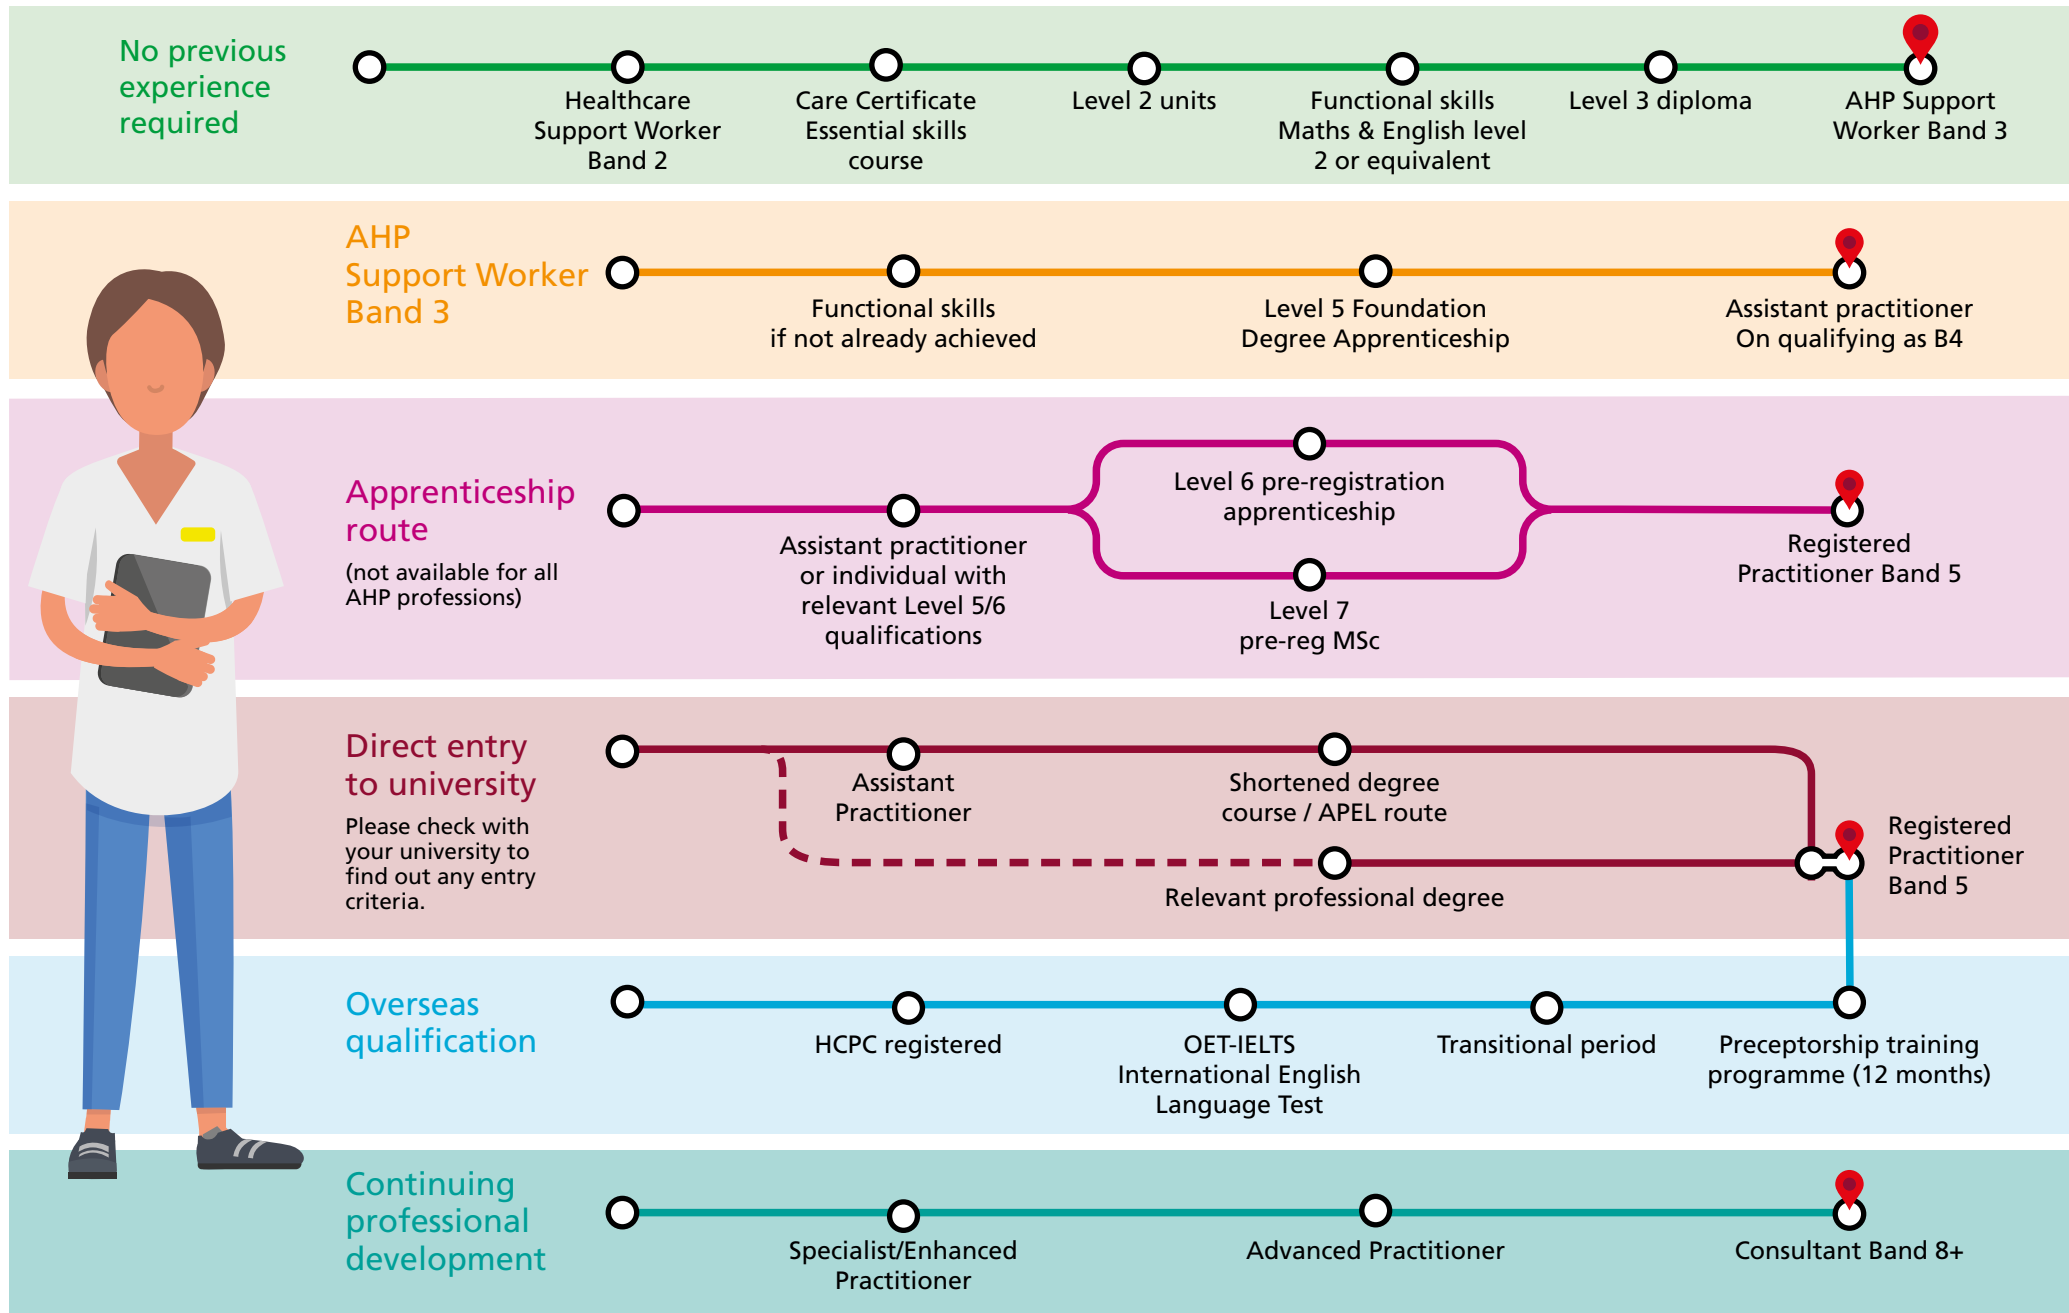 No previous
experience
required
Healthcare
Support Worker
Band 2
Care Certificate
Essential skills
course
Level 2 units
Functional skills
Maths & English level
2 or equivalent
Level 3 diploma
AHP Support
Worker Band 3
AHP
Support Worker
Band 3
Functional skills
if not already achieved
Level 5 Foundation
Degree Apprenticeship
Assistant practitioner
On qualifying as B4
Apprenticeship
route
(not available for all
AHP professions)
Assistant practitioner
or individual with
relevant Level 5/6
qualifications
Level 6 pre-registration
apprenticeship
Level 7
pre-reg MSc
Registered
Practitioner Band 5
Direct entry
to university
Please check with
your university to
find out any entry
criteria.
Assistant
Practitioner
Shortened degree
course / APEL route
Relevant professional degree
Registered
Practitioner
Band 5
Overseas
qualification
HCPC registered
OET-IELTS
International English
Language Test
Transitional period
Preceptorship training
programme (12 months)
Continuing
professional
development
Specialist/Enhanced
Practitioner
Advanced Practitioner
Consultant Band 8+